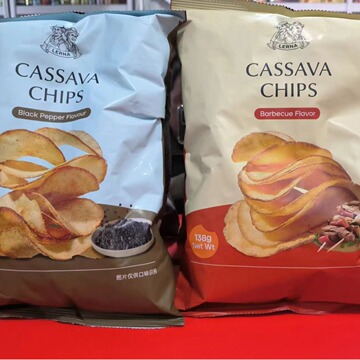 LERNA
CASSAVA
CHIPS
Black Pepper Flavour
LERNA
CASSAVA
CHIPS
Barbecue Flavor
138g
Net Wt